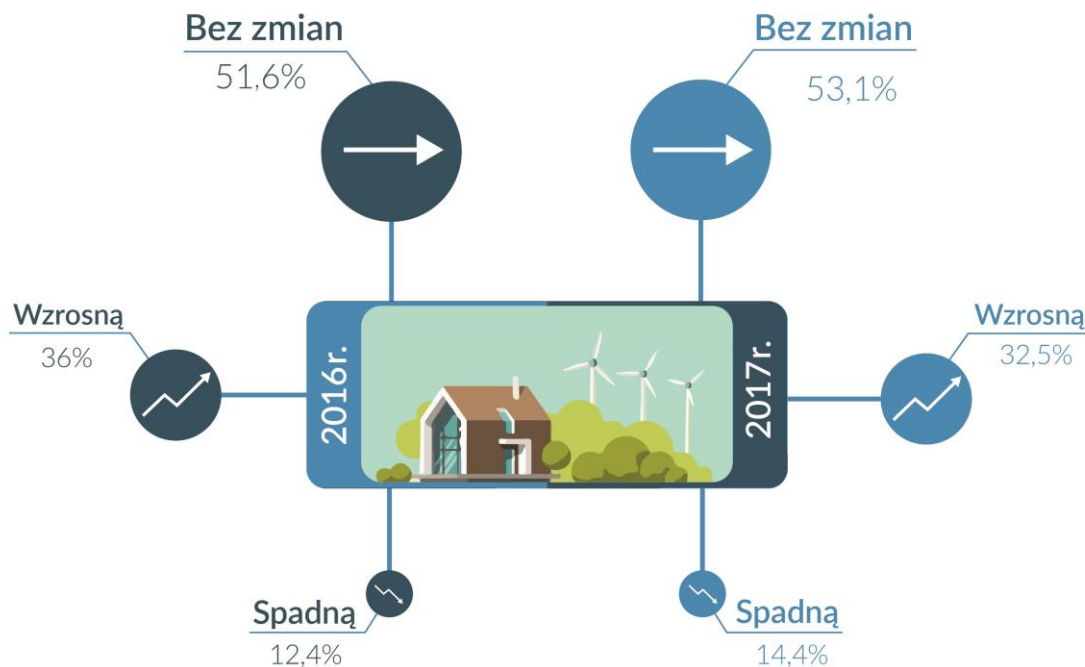 Bez zmian
51,6%
Bez zmian
53,1%
Wzrosną
36%
2016r.
2017r.
Wzrosną
32,5%
Spadną
12,4%
Spadną
14,4%